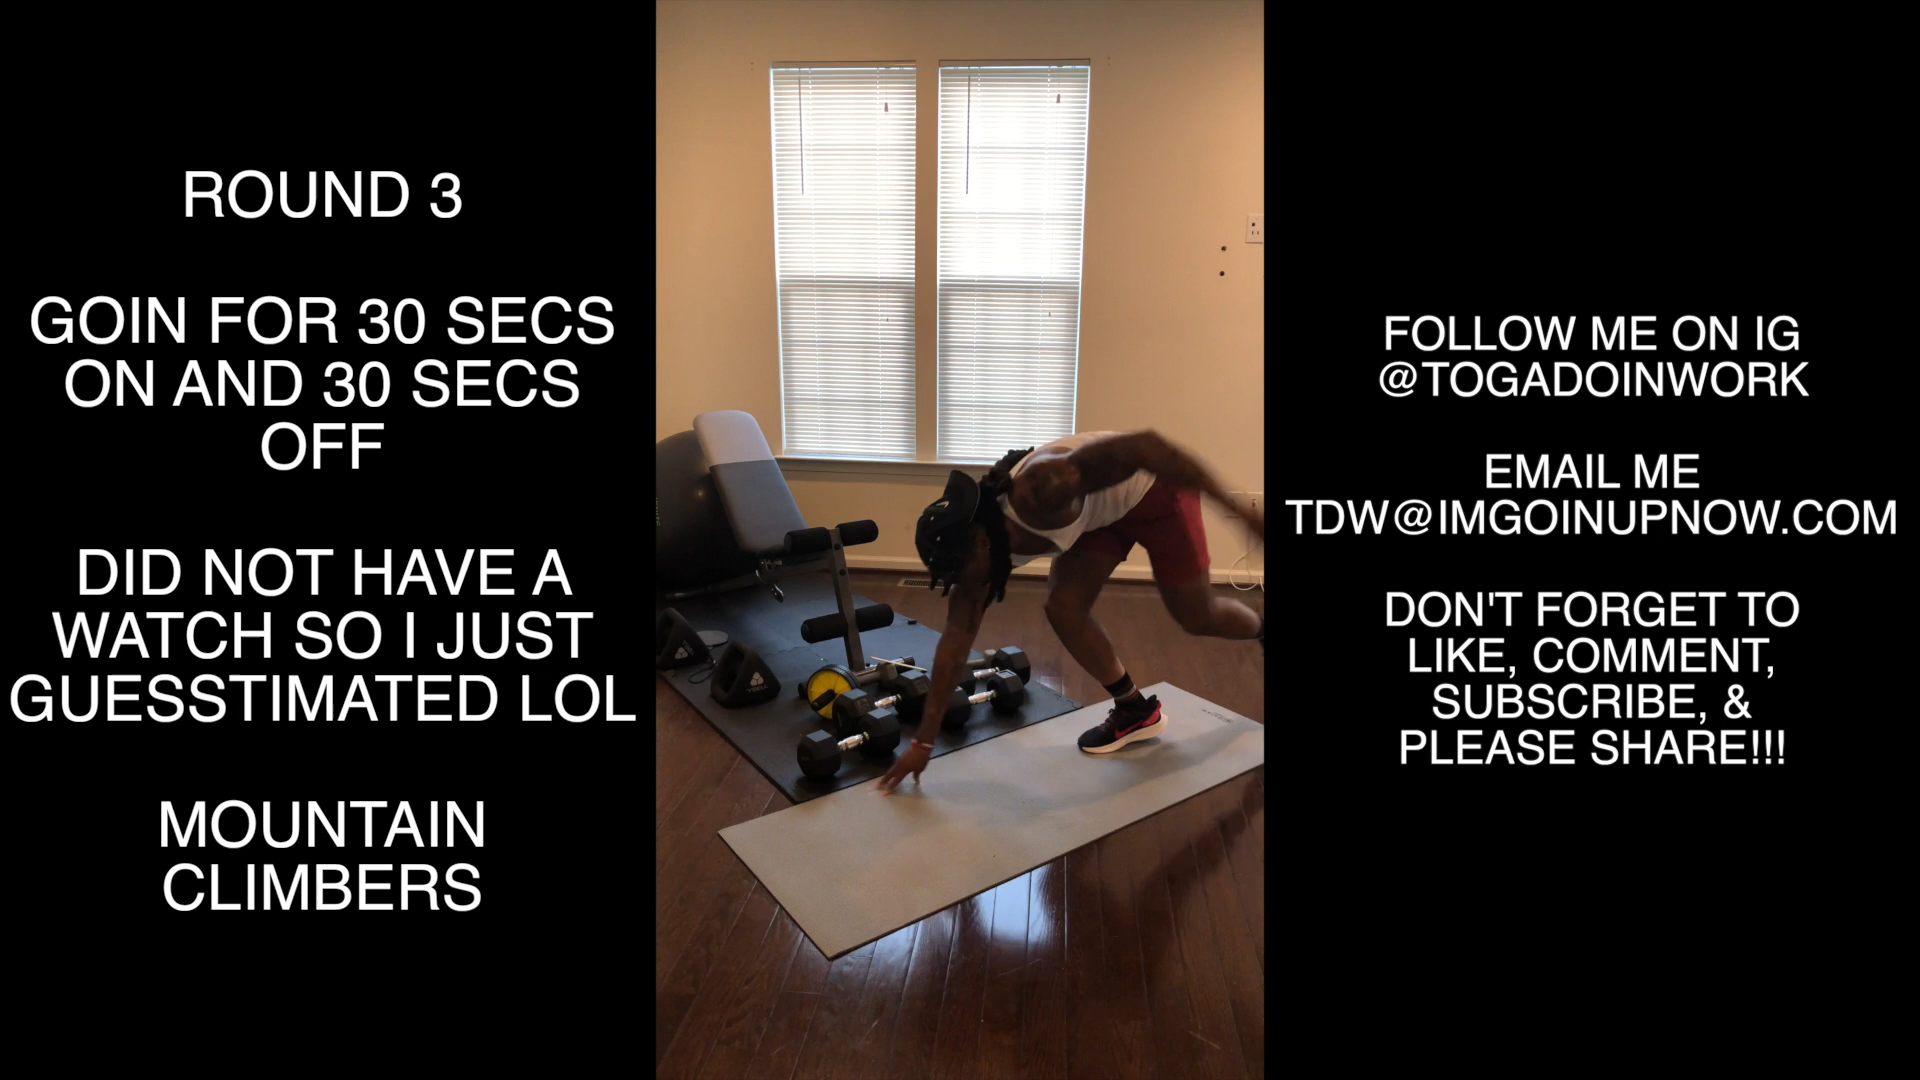 ROUND 3
GOIN FOR 30 SECS
ON AND 30 SECS
OFF
DID NOT HAVE A
WATCH SO I JUST
GUESSTIMATED LOL
MOUNTAIN
CLIMBERS
FOLLOW ME ON IG
@TOGADOINWORK
EMAIL ME
TDW@IMGOINUPNOW.COM
DON'T FORGET TO
LIKE, COMMENT,
SUBSCRIBE, &
PLEASE SHARE!!!